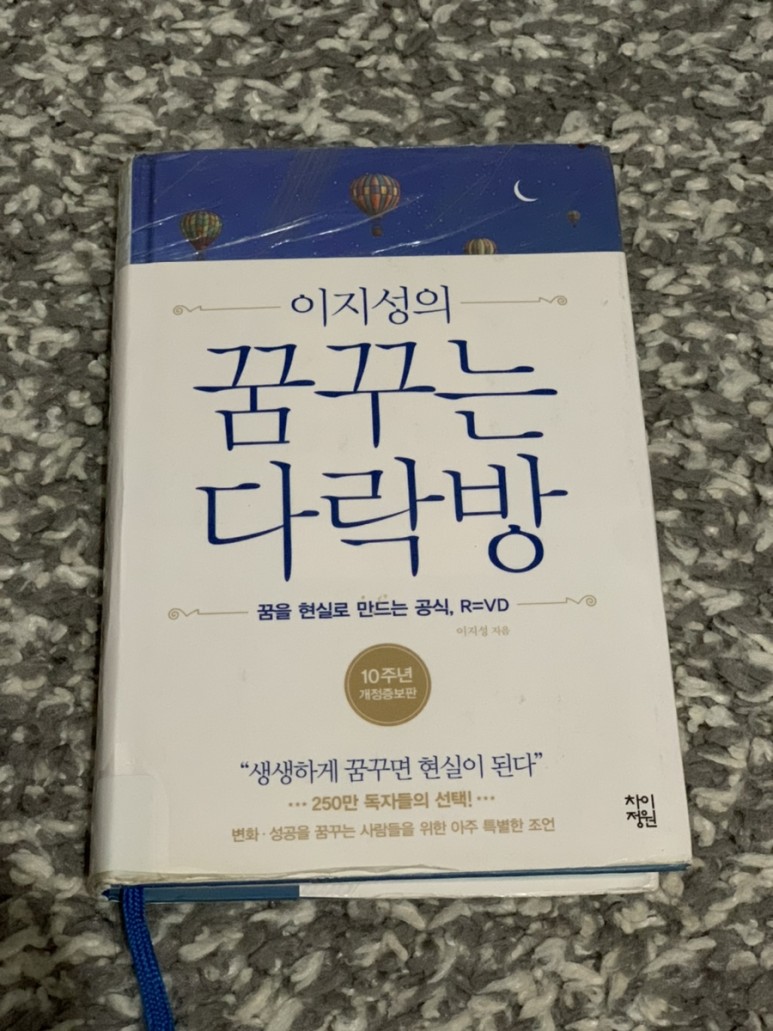 이지성의
꿈꾸는
다락방
꿈을 현실로 만드는 공식, R=VD
이지성 지음
10주년
개정증보판
“생생하게 꿈꾸면 현실이 된다”
••• 250만 독자들의 선택! •••
변화·성공을 꿈꾸는 사람들을 위한 아주 특별한 조언
차이
정원